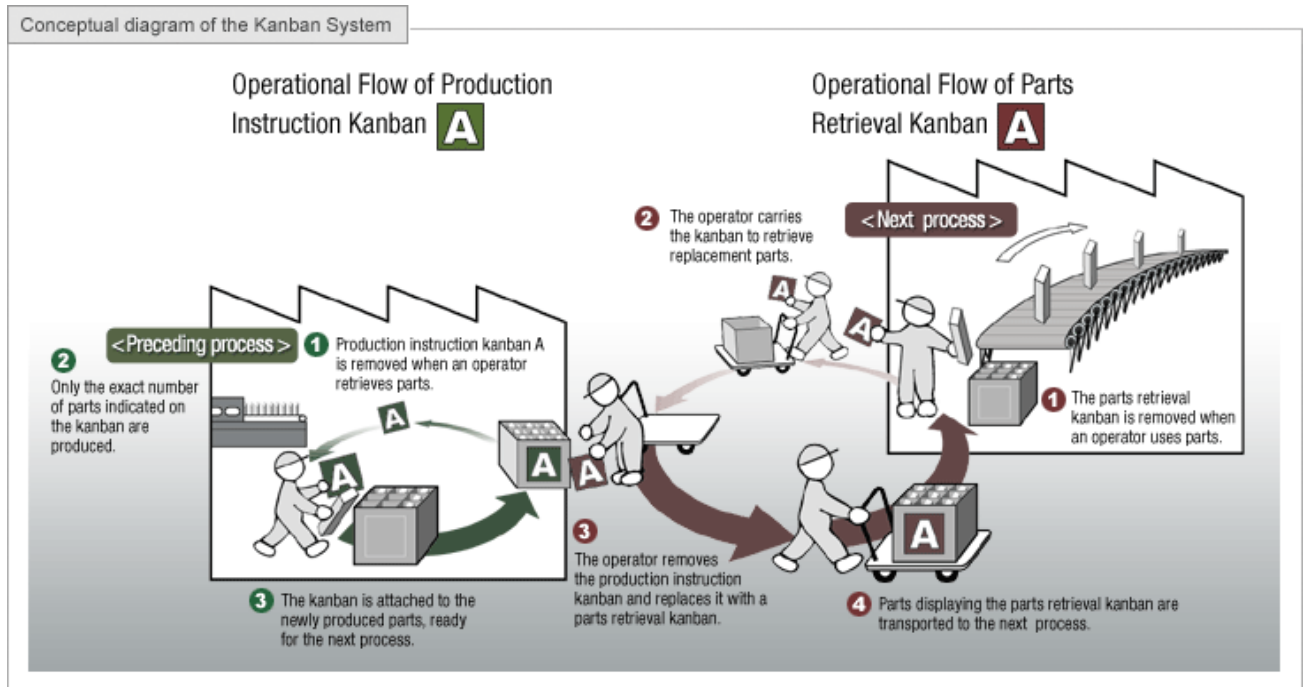 Conceptual diagram of the Kanban System
Operational Flow of Production
Instruction Kanban A
Operational Flow of Parts
Retrieval Kanban A
<Preceding process>
1 Production instruction kanban A
is removed when an operator
retrieves parts.
2
Only the exact number
of parts indicated on
the kanban are
produced.
A
A
A
A
3 The kanban is attached to the
newly produced parts, ready
for the next process.
<Next process>
1 The parts retrieval
kanban is removed when
an operator uses parts.
2 The operator carries
the kanban to retrieve
replacement parts.
A
A
3
The operator removes
the production instruction
kanban and replaces it with a
parts retrieval kanban.
A
4 Parts displaying the parts retrieval kanban are
transported to the next process.